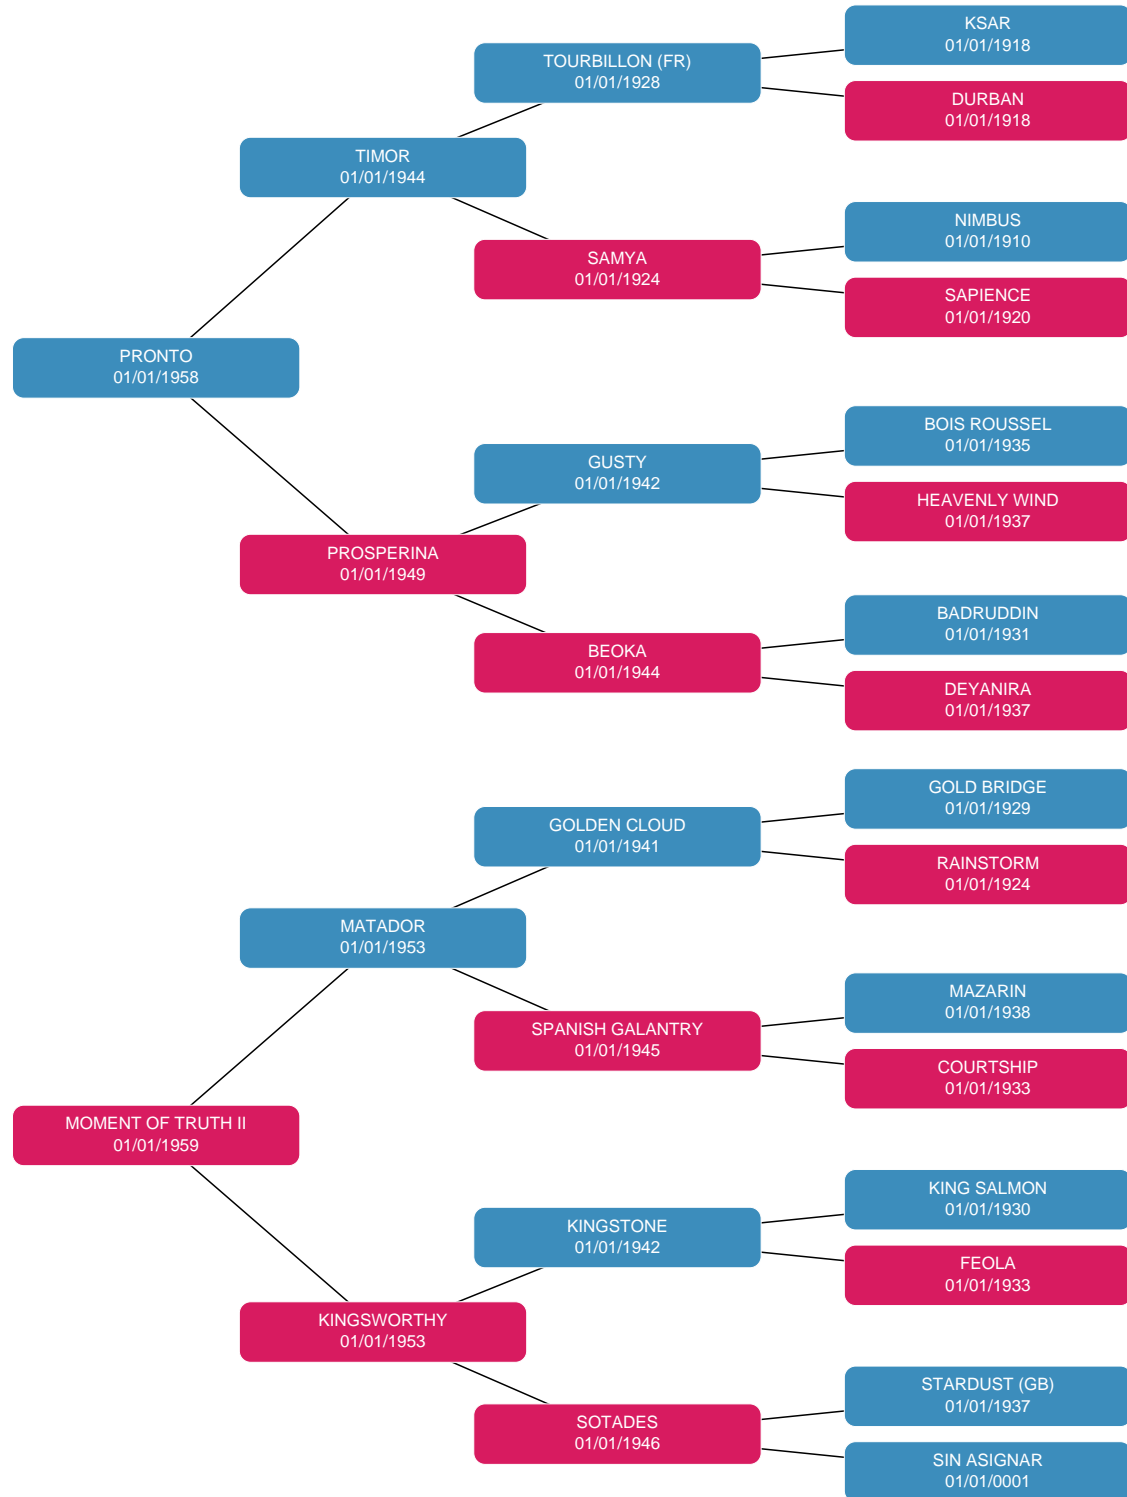 KSAR
01/01/1918
TOURBILLON (FR)
01/01/1928
DURBAN
01/01/1918
TIMOR
01/01/1944
NIMBUS
01/01/1910
SAMYA
01/01/1924
SAPIENCE
01/01/1920
PRONTO
01/01/1958
BOIS ROUSSEL
01/01/1935
GUSTY
01/01/1942
HEAVENLY WIND
01/01/1937
PROSPERINA
01/01/1949
BADRUDDIN
01/01/1931
BEOKA
01/01/1944
DEYANIRA
01/01/1937
GOLD BRIDGE
01/01/1929
GOLDEN CLOUD
01/01/1941
RAINSTORM
01/01/1924
MATADOR
01/01/1953
MAZARIN
01/01/1938
SPANISH GALANTRY
01/01/1945
COURTSHIP
01/01/1933
MOMENT OF TRUTH II
01/01/1959
KING SALMON
01/01/1930
KINGSTONE
01/01/1942
FEOLA
01/01/1933
KINGSWORTHY
01/01/1953
STARDUST (GB)
01/01/1937
SOTADES
01/01/1946
SIN ASIGNAR
01/01/0001